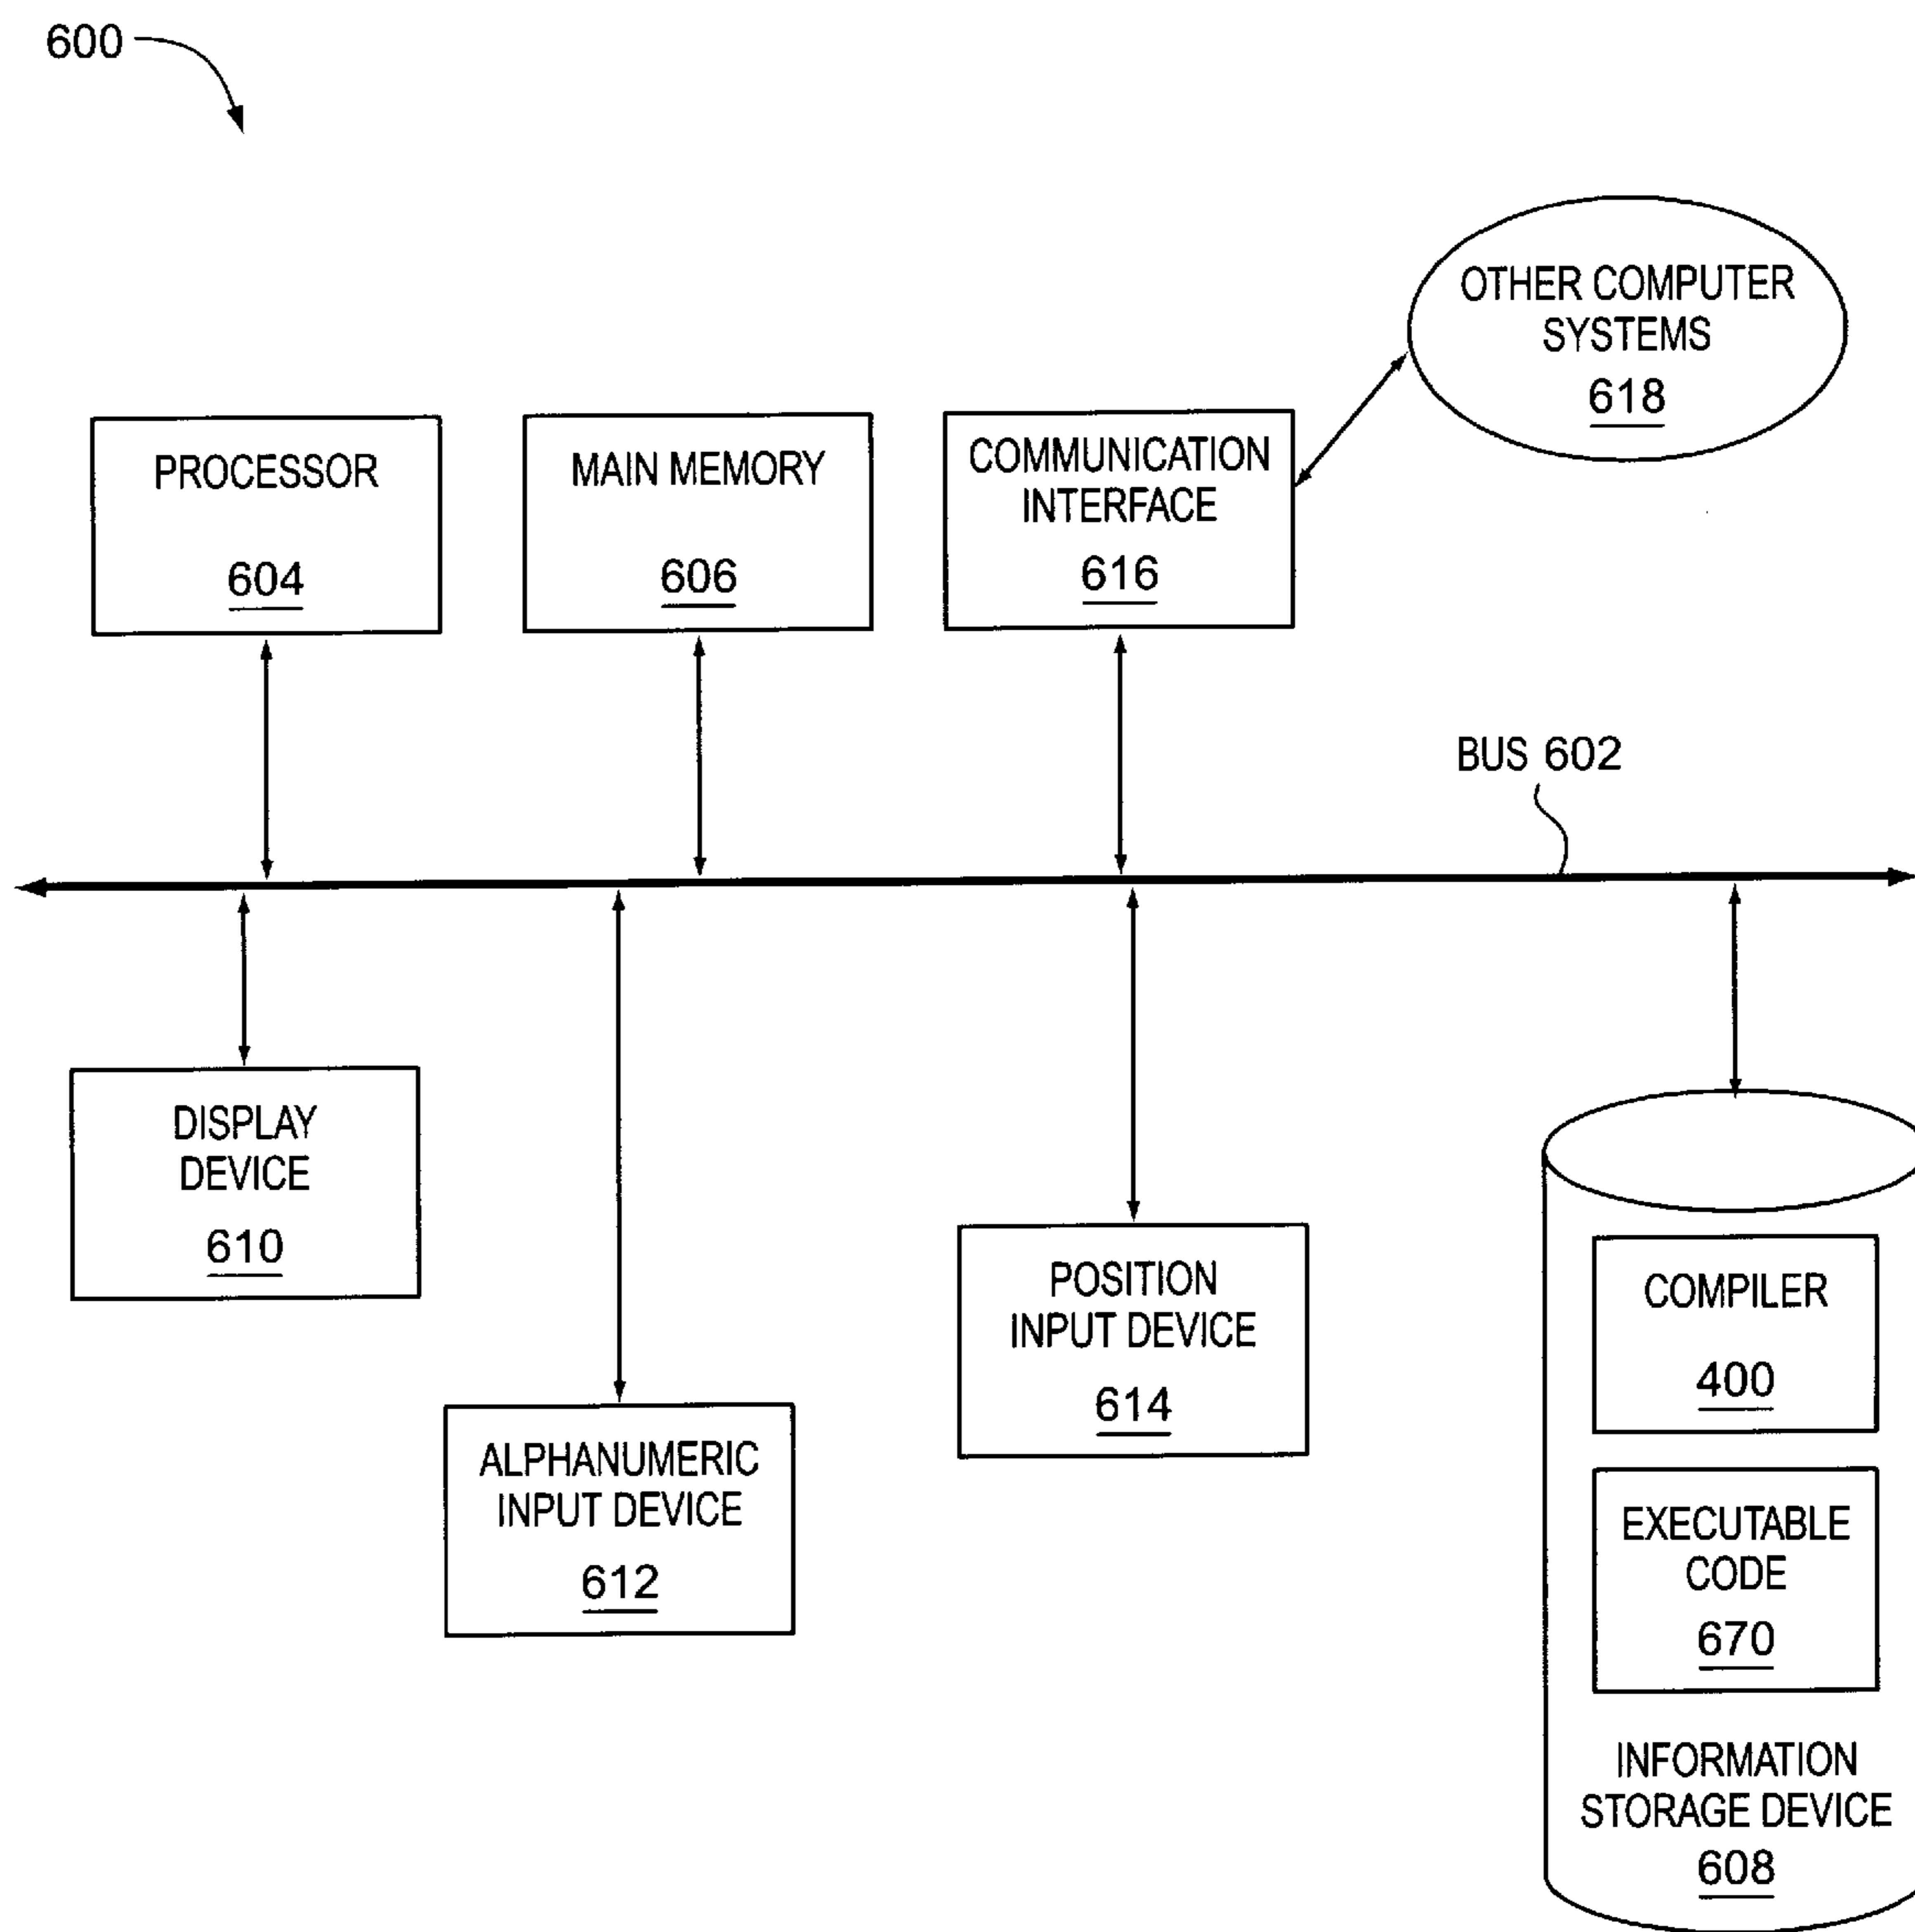 600
OTHER COMPUTER
SYSTEMS
618
PROCESSOR
604
MAIN MEMORY
606
COMMUNICATION
INTERFACE
616
BUS 602
DISPLAY
DEVICE
610
ALPHANUMERIC
INPUT DEVICE
612
POSITION
INPUT DEVICE
614
COMPILER
400
EXECUTABLE
CODE
670
INFORMATION
STORAGE DEVICE
608